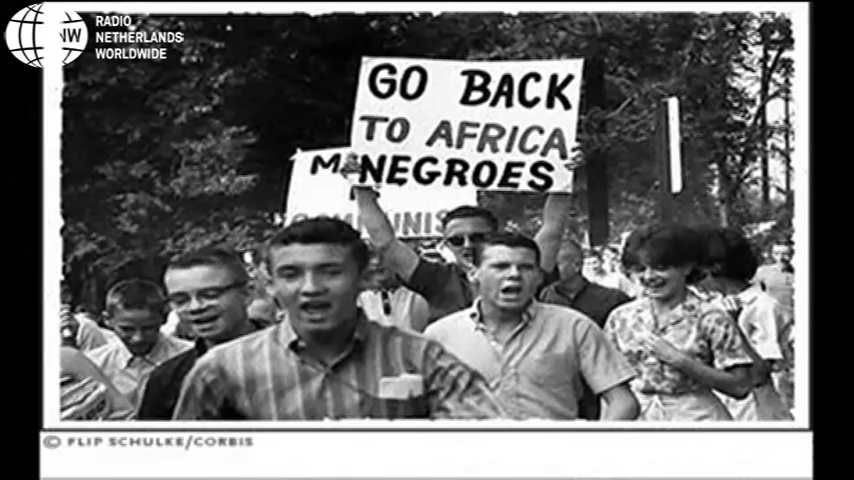 NW
RADIO
NETHERLANDS
WORLDWIDE
GO BACK
TO AFRICA
NEGROES
© FLIP SCHULKE/CORBIS